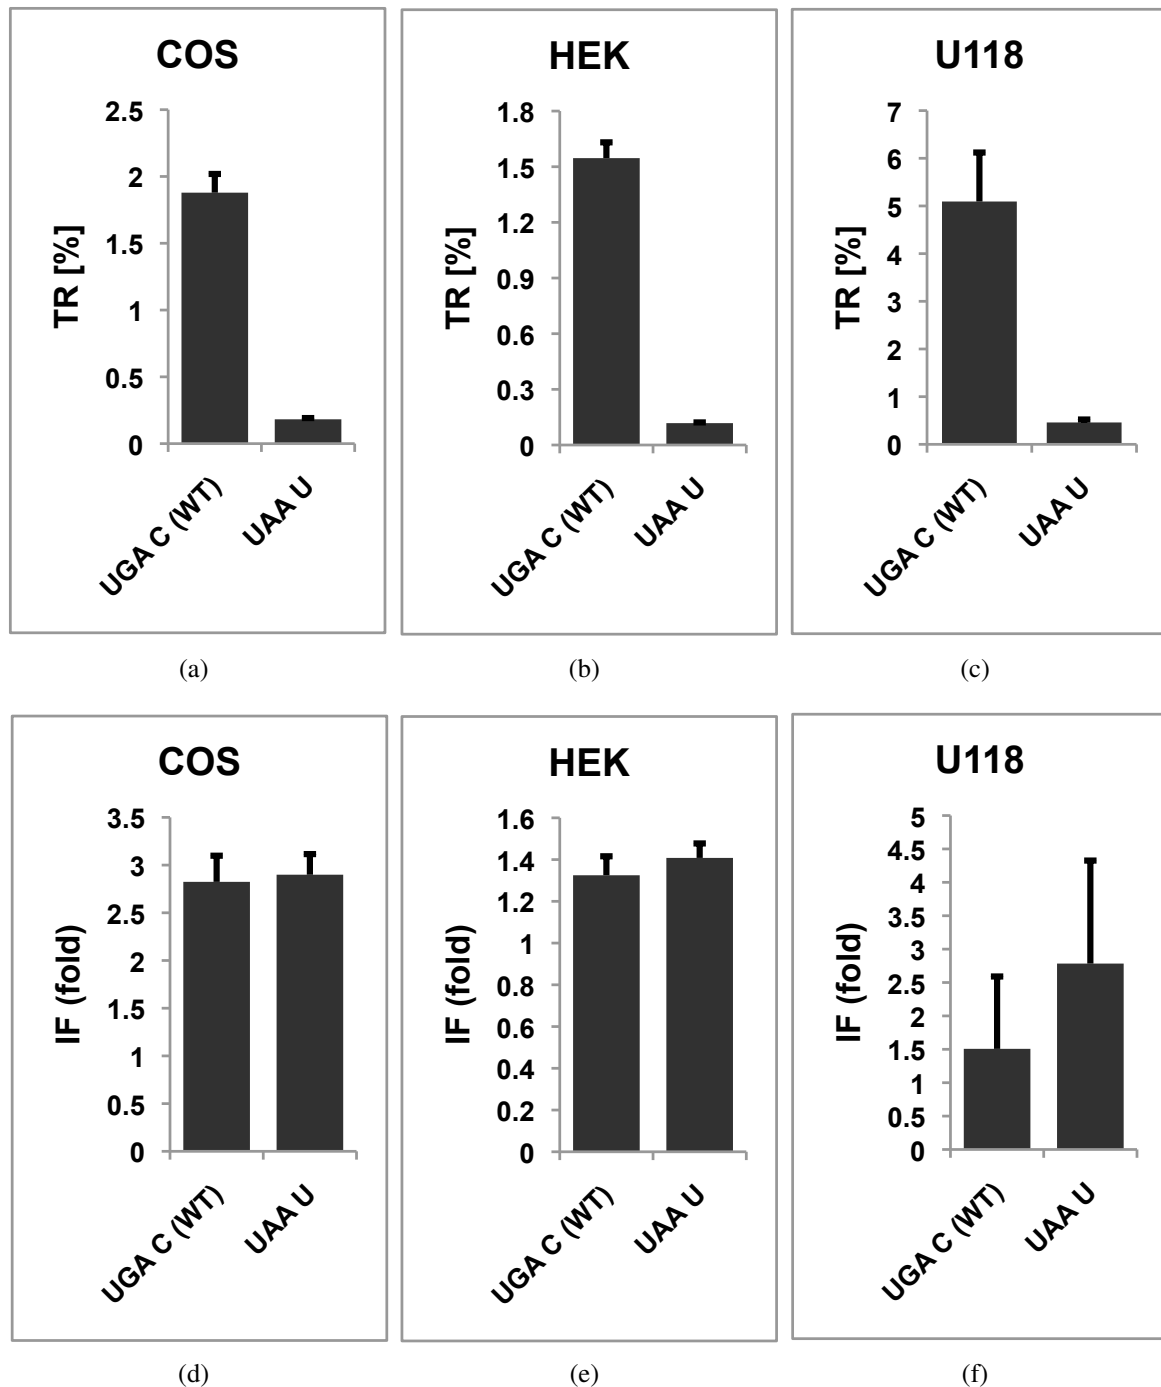 COS
HEK
U118
TR [%]
2.5
2
1.5
1
0.5
0
UGA C (WT)
UAA U
TR [%]
1.8
1.5
1.2
0.9
0.6
0.3
0
UGA C (WT)
UAA U
TR [%]
7
6
5
4
3
2
1
0
UGA C (WT)
UAA U
(a)
(b)
(c)
COS
HEK
U118
IF (fold)
3.5
3
2.5
2
1.5
1
0.5
0
UGA C (WT)
UAA U
IF (fold)
1.6
1.4
1.2
1
0.8
0.6
0.4
0.2
0
UGA C (WT)
UAA U
IF (fold)
5
4.5
4
3.5
3
2.5
2
1.5
1
0.5
0
UGA C (WT)
UAA U
(d)
(e)
(f)